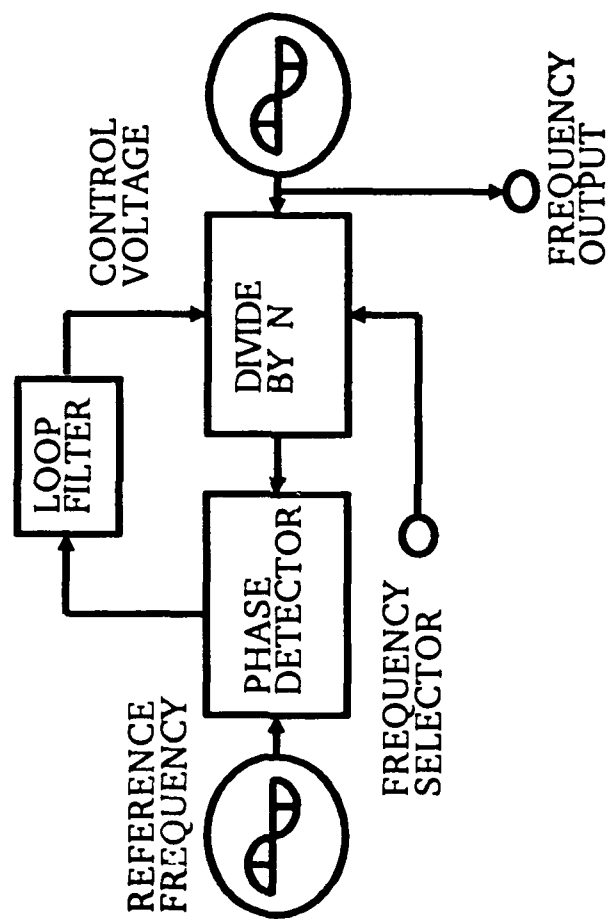 LOOP
FILTER
CONTROL
VOLTAGE
REFERENCE
FREQUENCY
PHASE
DETECTOR
DIVIDE
BY N
FREQUENCY
SELECTOR
FREQUENCY
OUTPUT